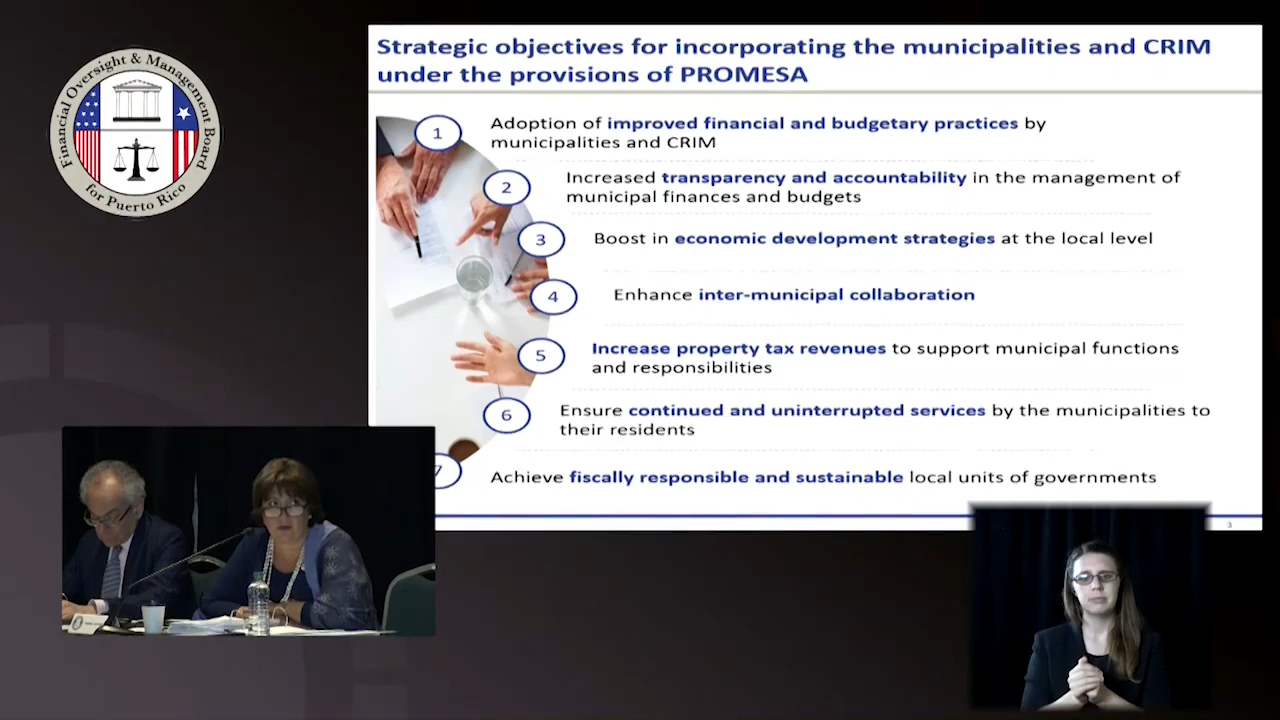 Financial Oversight & Management Board
for Puerto Rico
Strategic objectives for incorporating the municipalities and CRIM
under the provisions of PROMESA
1
Adoption of improved financial and budgetary practices by
municipalities and CRIM
2
Increased transparency and accountability in the management of
municipal finances and budgets
3
Boost in economic development strategies at the local level
4
Enhance inter-municipal collaboration
5
Increase property tax revenues to support municipal functions
and responsibilities
6
Ensure continued and uninterrupted services by the municipalities to
their residents
7
Achieve fiscally responsible and sustainable local units of governments
3